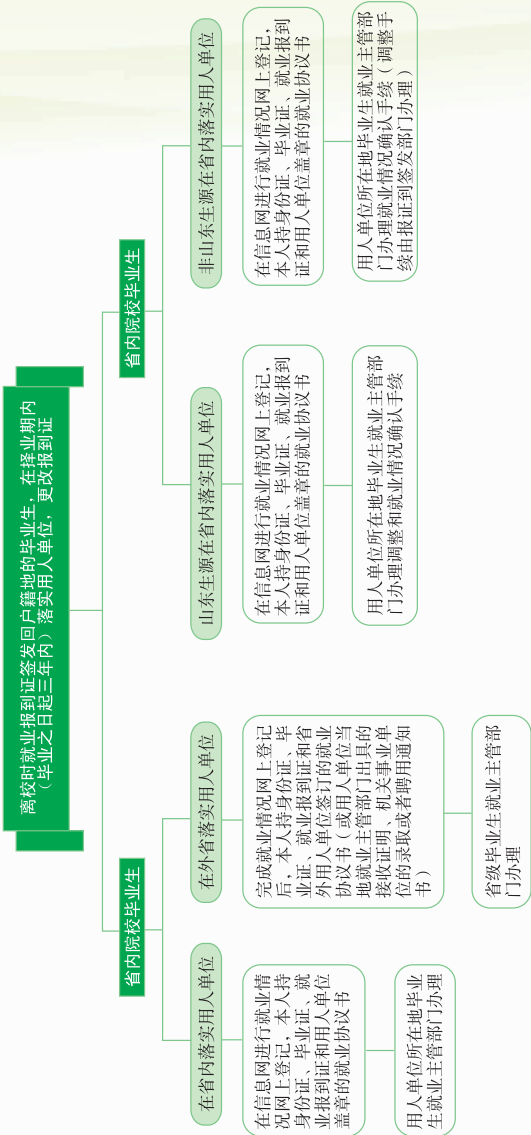 离校时就业报到证签发回户籍地的毕业生，在择业期内
（毕业之日起三年内）落实用人单位，更改报到证
省内院校毕业生
在省内落实用人单位
在信息网进行就业情
况网上登记，本人持
身份证、毕业证、就
业报到证和用人单位
盖章的就业协议书
用人单位所在地毕业
生就业主管部门办理
在外省落实用人单位
完成就业情况网上登记
后，本人持身份证、毕
业证、就业报到证和省
外用人单位签订的就业
协议书（或用人单位当
地就业主管部门出具的
接收证明、机关事业单
位的录取或者聘用通知
书）
省级毕业生就业主管部
门办理
省内院校毕业生
山东生源在省内落实用人单位
在信息网进行就业情况网上登记，
本人持身份证、毕业证、就业报到
证和用人单位盖章的就业协议书
用人单位所在地毕业生就业主管部
门办理调整和就业情况确认手续
非山东生源在省内落实用人单位
在信息网进行就业情况网上登记，
本人持身份证、毕业证、就业报到
证和用人单位盖章的就业协议书
用人单位所在地毕业生就业主管部
门办理就业情况确认手续（调整手
续由报证到签发部门办理）